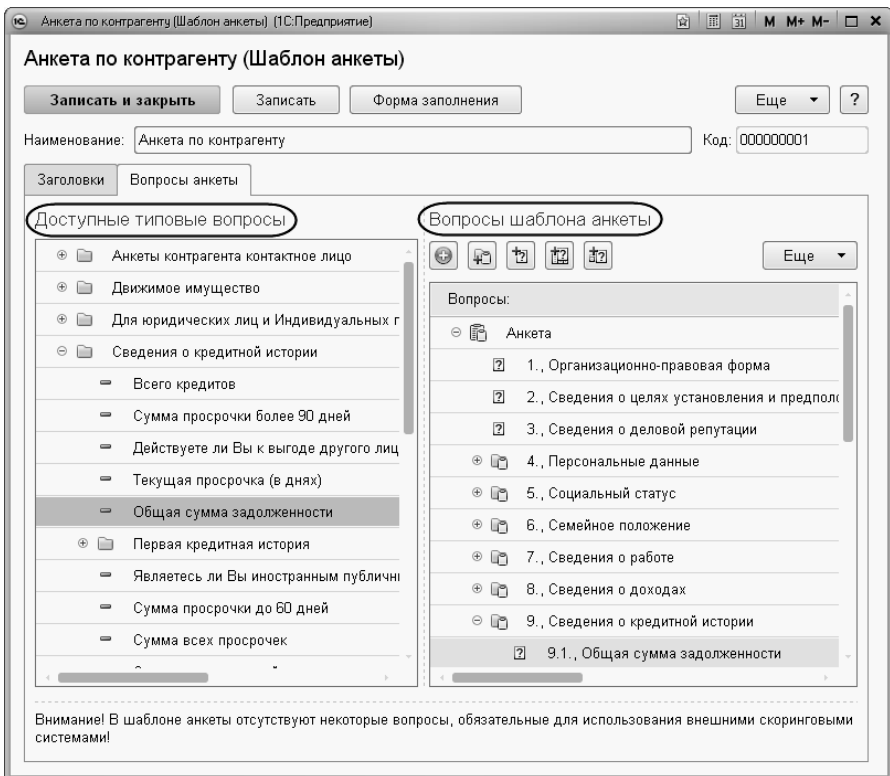 Анкета по контрагенту (Шаблон анкеты) (1С:Предприятие)
31 M M+ M-
Анкета по контрагенту (Шаблон анкеты)
Записать и закрыть Записать Форма заполнения Еще ?
Наименование: Анкета по контрагенту Код: 000000001
Заголовки Вопросы анкеты
Доступные типовые вопросы
Анкеты контрагента контактное лицо
Движимое имущество
Для юридических лиц и Индивидуальных г
Сведения о кредитной истории
Всего кредитов
Сумма просрочки более 90 дней
Действуете ли Вы к выгоде другого лиц
Текущая просрочка (в днях)
Общая сумма задолженности
Первая кредитная история
Являетесь ли Вы иностранным публичн
Сумма просрочки до 60 дней
Сумма всех просрочек
Вопросы шаблона анкеты
Еще
Вопросы:
Анкета
1., Организационно-правовая форма
2., Сведения о целях установления и предполо
3., Сведения о деловой репутации
4., Персональные данные
5., Социальный статус
6., Семейное положение
7., Сведения о работе
8., Сведения о доходах
9., Сведения о кредитной истории
9.1., Общая сумма задолженности
Внимание! В шаблоне анкеты отсутствуют некоторые вопросы, обязательные для использования внешними скоринговыми
системами!